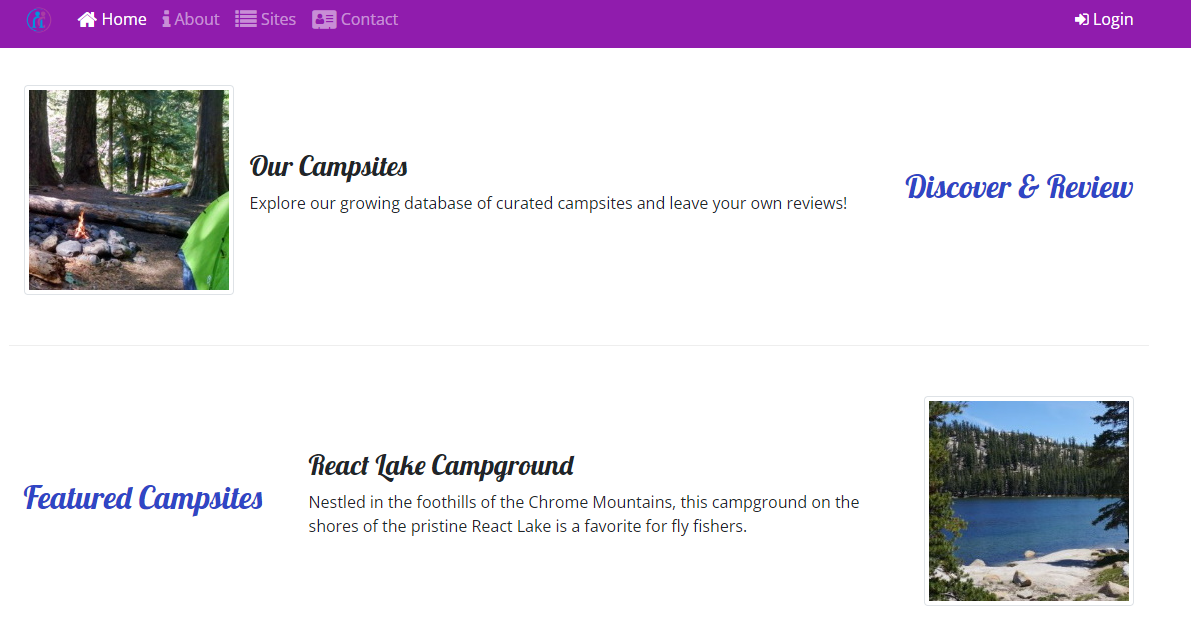 Home About Sites Contact Login
Our Campsites
Explore our growing database of curated campsites and leave your own reviews!
Discover & Review
Featured Campsites
React Lake Campground
Nestled in the foothills of the Chrome Mountains, this campground on the
shores of the pristine React Lake is a favorite for fly fishers.